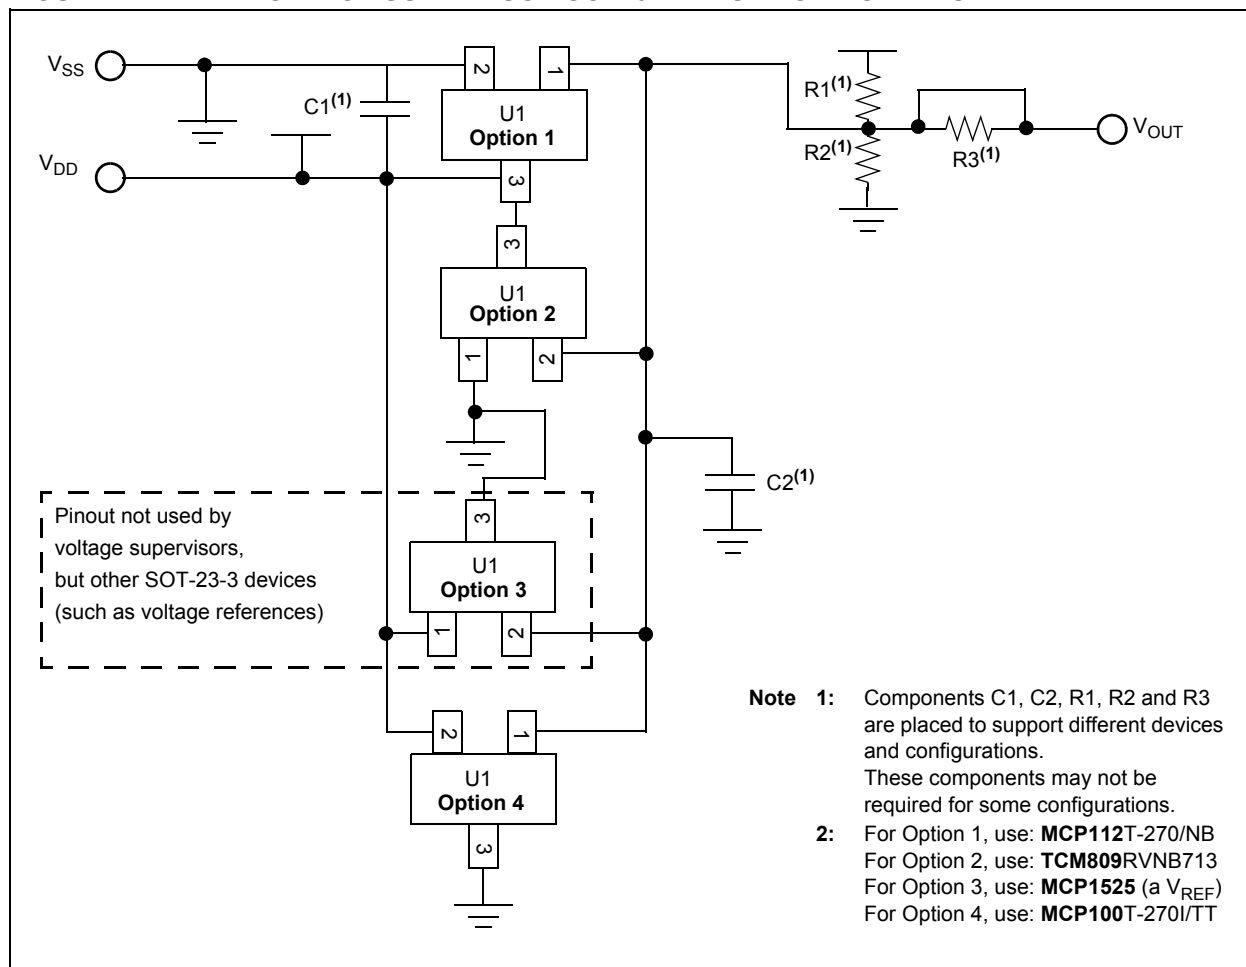 VSS
C1(1)
VDD
2
1
U1
Option 1
3
3
U1
Option 2
1
2
R1(1)
R2(1)
R3(1)
VOUT
C2(1)
Pinout not used by
voltage supervisors,
but other SOT-23-3 devices
(such as voltage references)
3
U1
Option 3
1
2
2
1
U1
Option 4
3
Note 1: Components C1, C2, R1, R2 and R3
are placed to support different devices
and configurations.
These components may not be
required for some configurations.
2: For Option 1, use: MCP112T-270/NB
For Option 2, use: TCM809RVNB713
For Option 3, use: MCP1525 (a VREF)
For Option 4, use: MCP100T-270I/TT